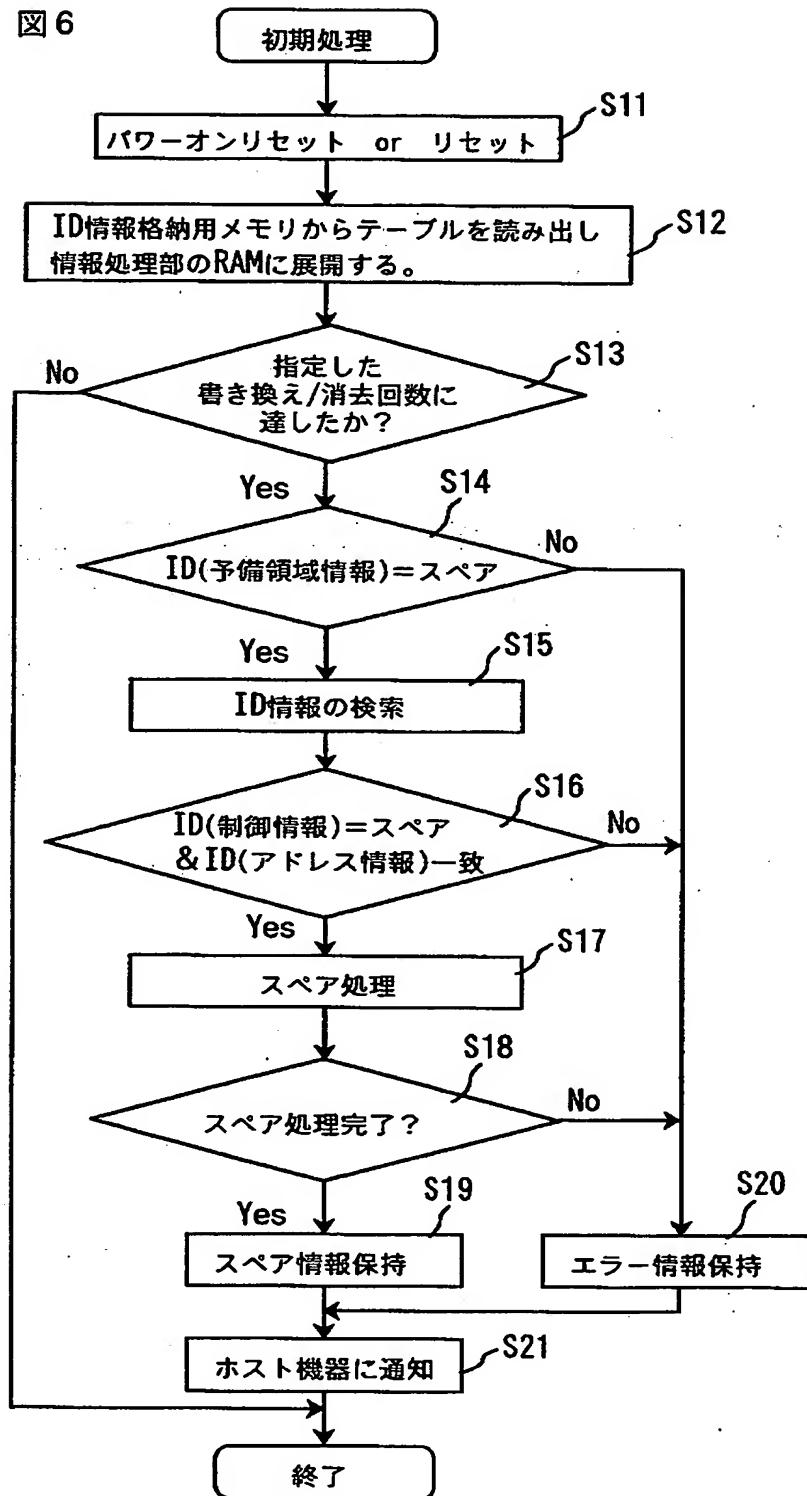 図6
初期処理
S11
パワーオンリセット or リセット
S12
ID情報格納用メモリからテーブルを読み出し
情報処理部のRAMに展開する。
S13
No
指定した
書き換え/消去回数に
達したか?
Yes
S14
No
ID(予備領域情報)=スペア
Yes
S15
ID情報の検索
S16
ID(制御情報)=スペア
&ID(アドレス情報)一致
No
Yes
S17
スペア処理
S18
スペア処理完了?
No
Yes
S19
S20
スペア情報保持
エラー情報保持
S21
ホスト機器に通知
終了